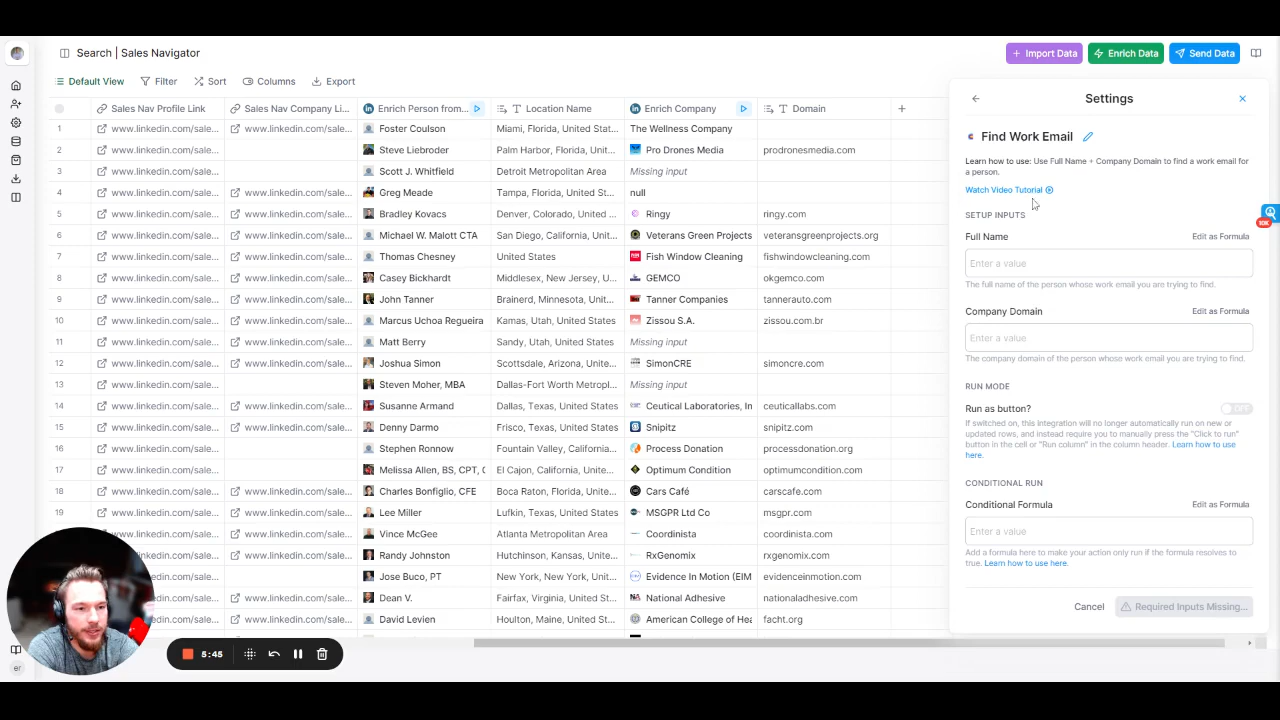 Search | Sales Navigator
Import Data
Enrich Data
Send Data
Default View
Filter
Sort
Columns
Export
Sales Nav Profile Link
Sales Nav Company Li...
Enrich Person from...
Location Name
Enrich Company
Domain
1 www.linkedin.com/sale... www.linkedin.com/sale... Foster Coulson Miami, Florida, United Stat... The Wellness Company
2 www.linkedin.com/sale... Steve Liebroder Palm Harbor, Florida, Unit... Pro Drones Media prodronesmedia.com
3 www.linkedin.com/sale... Scott J. Whitfield Detroit Metropolitan Area Missing input
4 www.linkedin.com/sale... www.linkedin.com/sale... Greg Meade Tampa, Florida, United St... null
5 www.linkedin.com/sale... www.linkedin.com/sale... Bradley Kovacs Denver, Colorado, United ... Ringy ringy.com
6 www.linkedin.com/sale... www.linkedin.com/sale... Michael W. Malott CTA San Diego, California, Unit... Veterans Green Projects veteransgreenprojects.org
7 www.linkedin.com/sale... www.linkedin.com/sale... Thomas Chesney United States Fish Window Cleaning fishwindowcleaning.com
8 www.linkedin.com/sale... www.linkedin.com/sale... Casey Bickhardt Middlesex, New Jersey, U... GEMCO okgemco.com
9 www.linkedin.com/sale... www.linkedin.com/sale... John Tanner Brainerd, Minnesota, Unit... Tanner Companies tannerauto.com
10 www.linkedin.com/sale... www.linkedin.com/sale... Marcus Uchoa Regueira Kamas, Utah, United States Zissou S.A. zissou.com.br
11 www.linkedin.com/sale... Matt Berry Sandy, Utah, United States Missing input
12 www.linkedin.com/sale... www.linkedin.com/sale... Joshua Simon Scottsdale, Arizona, Unite... SimonCRE simoncre.com
13 www.linkedin.com/sale... Steven Moher, MBA Dallas-Fort Worth Metropl... Missing input
14 www.linkedin.com/sale... www.linkedin.com/sale... Susanne Armand Dallas, Texas, United States Ceutical Laboratories, In ceuticallabs.com
15 www.linkedin.com/sale... www.linkedin.com/sale... Denny Darmo Frisco, Texas, United States Snipitz snipitz.com
16 www.linkedin.com/sale... Stephen Runnow Fountain Valley, California... Process Donation processdonation.org
17 www.linkedin.com/sale... Melissa Allen, BS, CPT, El Cajon, California, Unite... Optimum Condition optimumcondition.com
18 www.linkedin.com/sale... www.linkedin.com/sale... Charles Bonfiglio, CFE Boca Raton, Florida, Unite... Cars Café carscafe.com
19 www.linkedin.com/sale... www.linkedin.com/sale... Lee Miller Lufkin, Texas, United States MSGPR Ltd Co msgpr.com
www.linkedin.com/sale... www.linkedin.com/sale... Vince McGee Atlanta Metropolitan Area Coordinista coordinista.com
linkedin.com/sale... www.linkedin.com/sale... Randy Johnston Hutchinson, Kansas, Unite... RxGenomix rxgenomix.com
linkedin.com/sale... Jose Buco, PT New York, New York, Unit... Evidence In Motion (EIM evidenceinmotion.com
linkedin.com/sale... www.linkedin.com/sale... Dean V. Fairfax, Virginia, United St... National Adhesive nationaladhesive.com
linkedin.com/sale... www.linkedin.com/sale... David Levien Houlton, Maine, United St... American College of Hea facht.org
5:45
er
Settings
Find Work Email
Learn how to use: Use Full Name + Company Domain to find a work email for
a person.
Watch Video Tutorial
SETUP INPUTS
10K
Full Name Edit as Formula
Enter a value
The full name of the person whose work email you are trying to find.
Company Domain Edit as Formula
Enter a value
The company domain of the person whose work email you are trying to find.
RUN MODE
Run as button? OFF
If switched on, this Integration will no longer automatically run on new or
updated rows, and instead require you to manually press the "Click to run"
button in the cell or "Run column" in the column header. Learn how to use
here.
CONDITIONAL RUN
Conditional Formula Edit as Formula
Enter a value
Add a formula here to make your action only run if the formula resolves to
true. Learn how to use here.
Cancel
Required Inputs Missing...